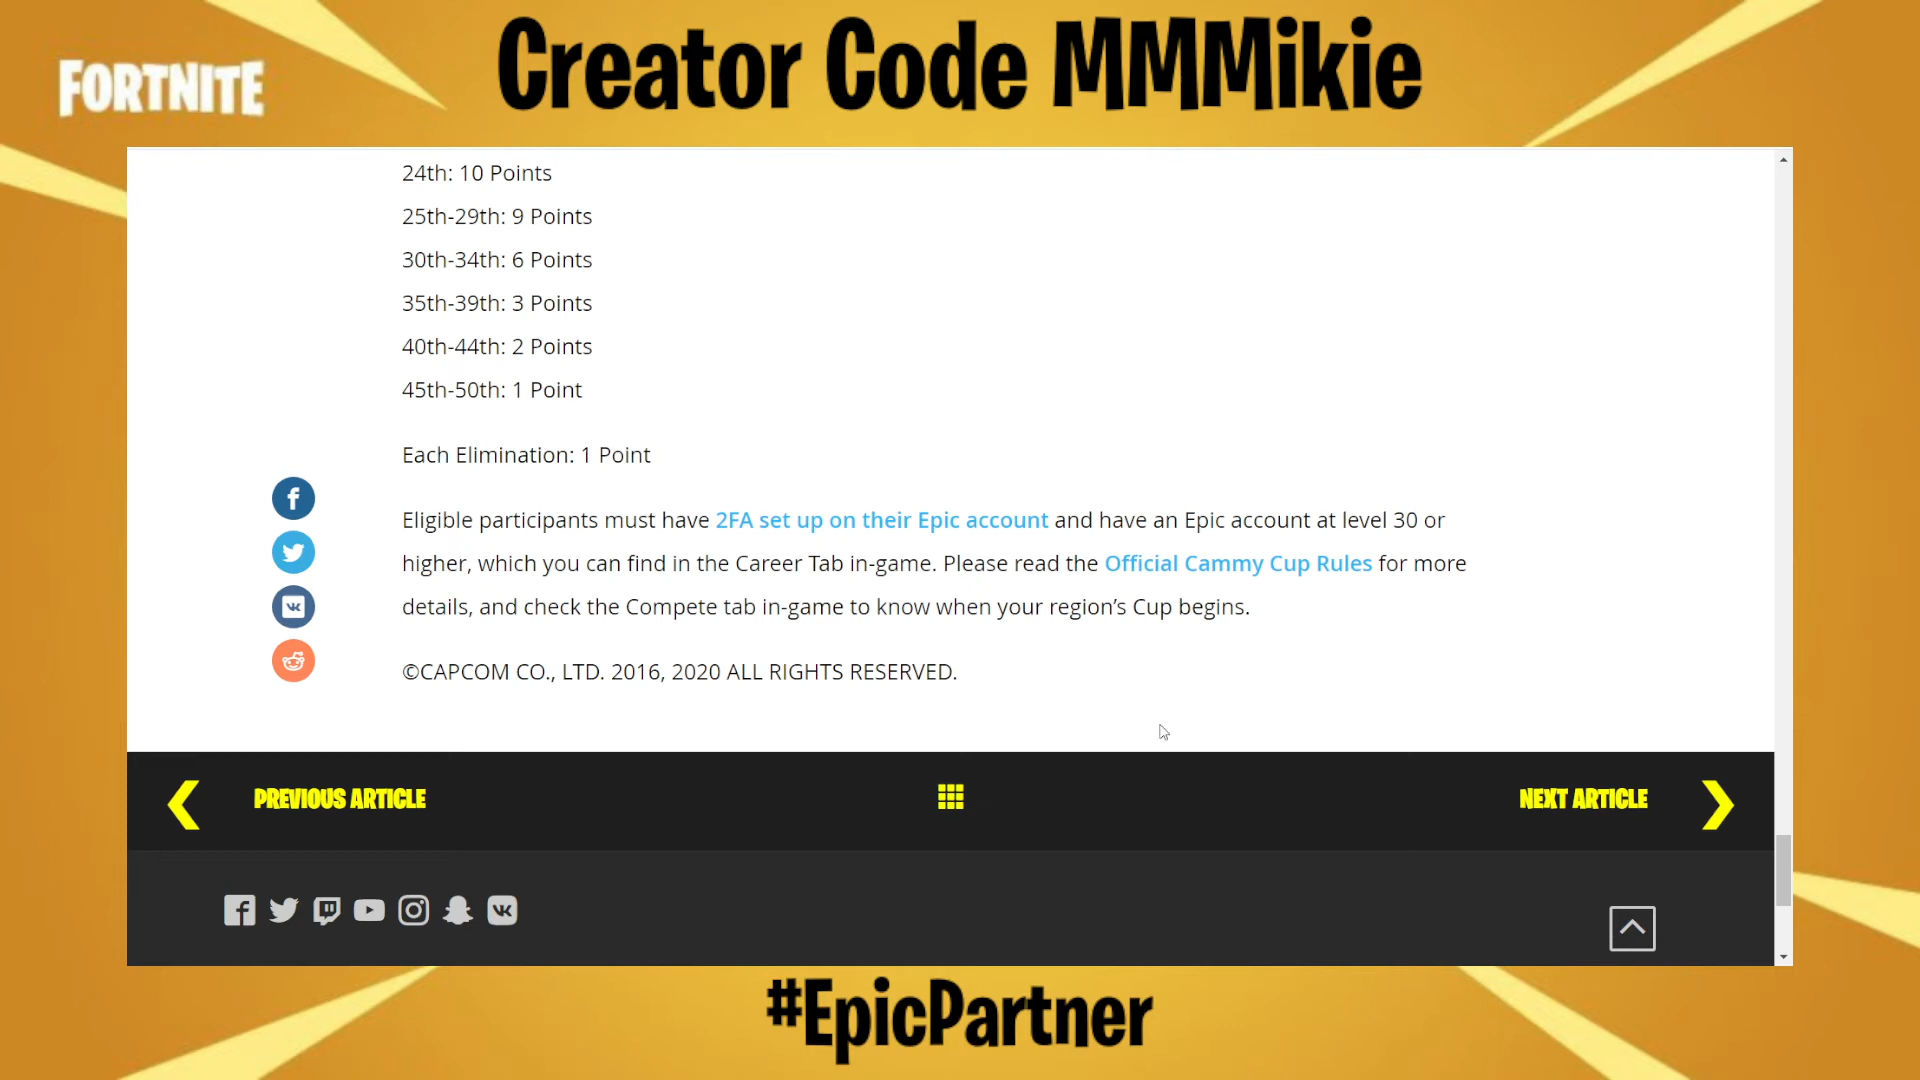 Creator Code MMMikie
FORTNITE
24th: 10 Points
25th-29th: 9 Points
30th-34th: 6 Points
35th-39th: 3 Points
40th-44th: 2 Points
45th-50th: 1 Point
Each Elimination: 1 Point
Eligible participants must have 2FA set up on their Epic account and have an Epic account at level 30 or
higher, which you can find in the Career Tab in-game. Please read the Official Cammy Cup Rules for more
details, and check the Compete tab in-game to know when your region’s Cup begins.
©CAPCOM CO., LTD. 2016, 2020 ALL RIGHTS RESERVED.
PREVIOUS ARTICLE
NEXT ARTICLE
#EpicPartner